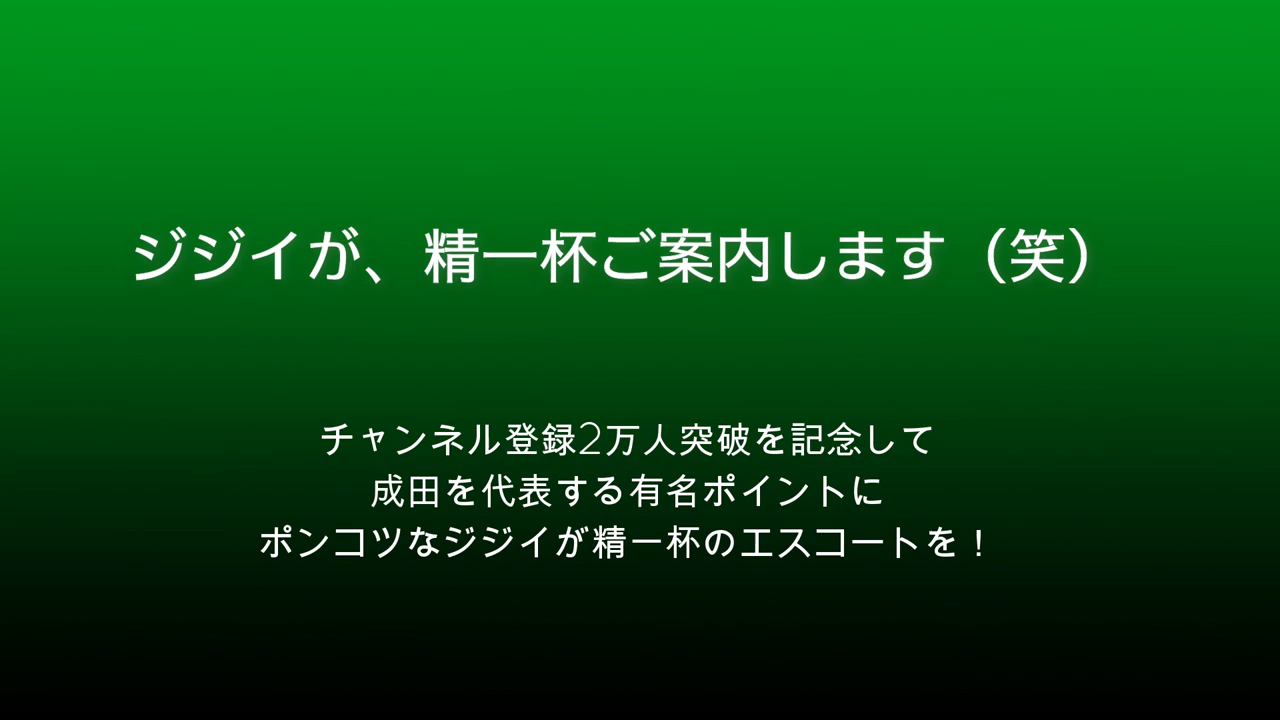 ジジイが、精一杯ご案内します（笑）
チャンネル登録2万人突破を記念して
成田を代表する有名ポイントに
ポンコツなジジイが精一杯のエスコートを！